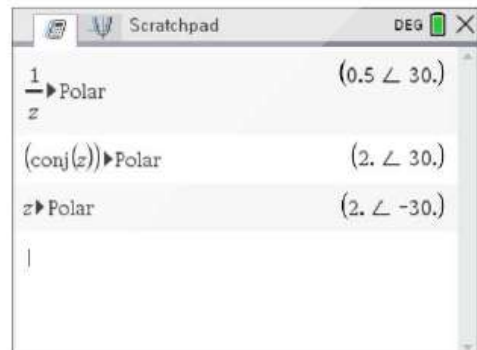 Scratchpad DEG
1/z▶Polar (0.5 ∠ 30.)
(conj(z))▶Polar (2. ∠ 30.)
z▶Polar (2. ∠ -30.)